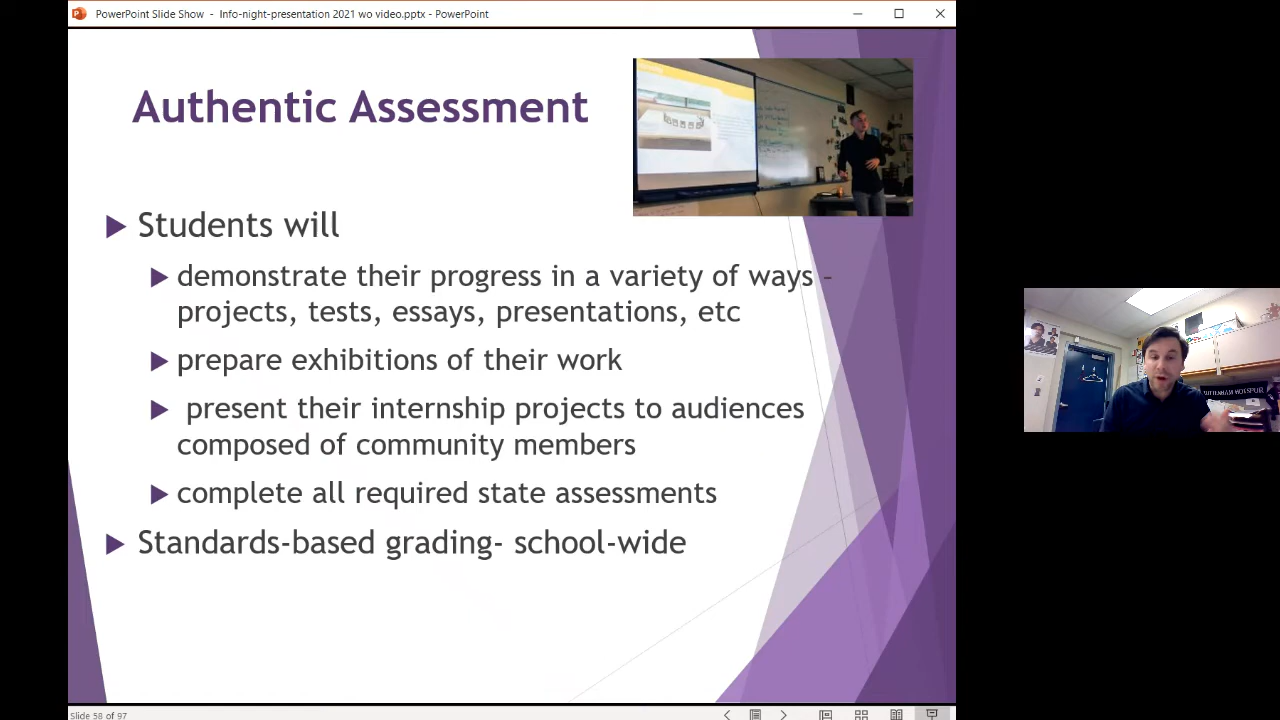 PowerPoint Slide Show - Info-night-presentation 2021 wo video.pptx - PowerPoint
Authentic Assessment
Students will
demonstrate their progress in a variety of ways –
projects, tests, essays, presentations, etc
prepare exhibitions of their work
present their internship projects to audiences
composed of community members
complete all required state assessments
Standards-based grading- school-wide
TOTTENHAM HOTSPUR
Slide 58 of 97